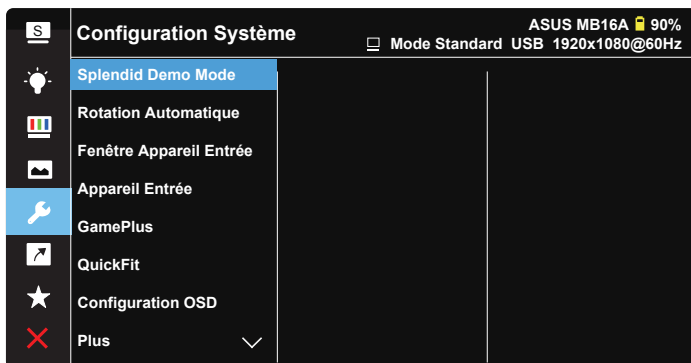 S
Configuration Système
ASUS MB16A 90%
Mode Standard USB 1920x1080@60Hz
Splendid Demo Mode
Rotation Automatique
Fenêtre Appareil Entrée
Appareil Entrée
GamePlus
QuickFit
Configuration OSD
Plus